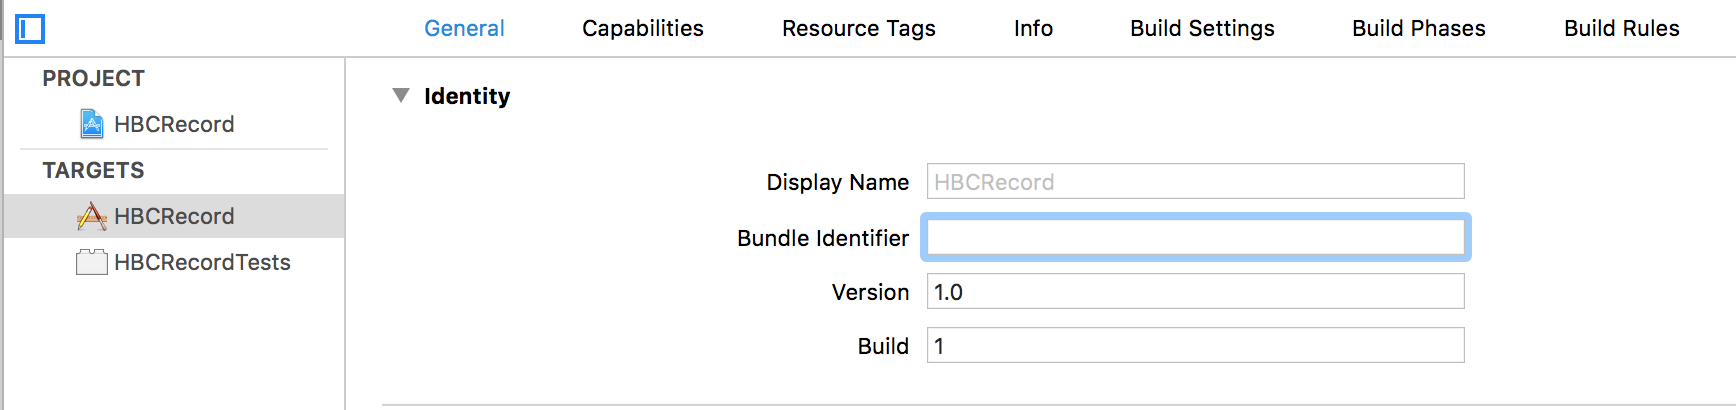 General Capabilities Resource Tags Info Build Settings Build Phases Build Rules
PROJECT
HBCRecord
TARGETS
HBCRecord
HBCRecordTests
Identity
Display Name HBCRecord
Bundle Identifier
Version 1.0
Build 1